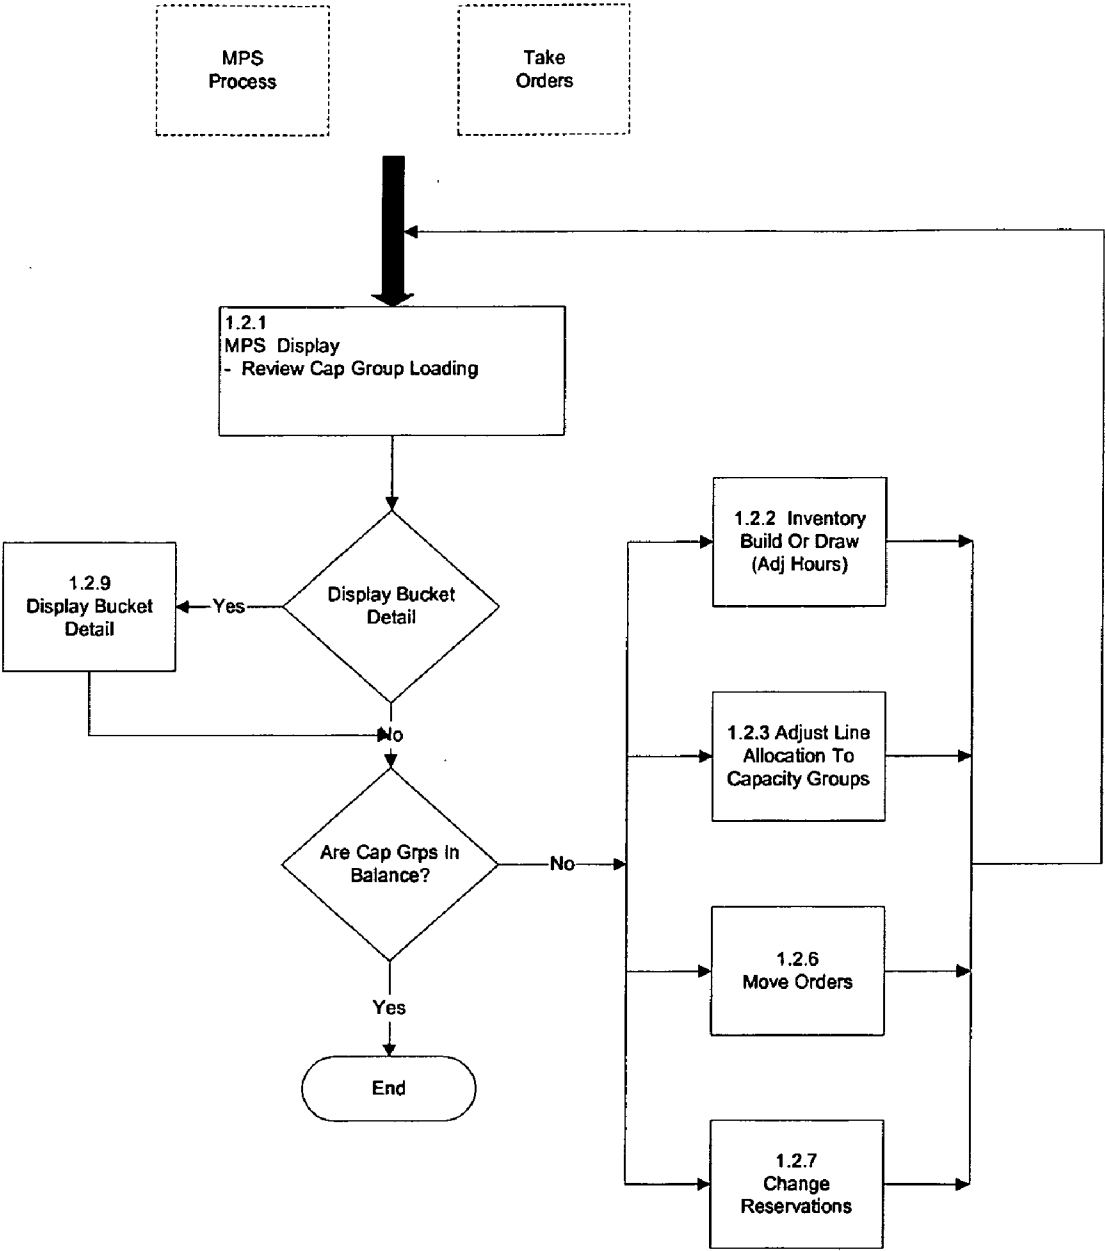 MPS
Process
Take
Orders
1.2.1
MPS Display
- Review Cap Group Loading
Display Bucket
Detail
Yes
1.2.9
Display Bucket
Detail
No
Are Cap Grps In
Balance?
No
Yes
End
1.2.2 Inventory
Build Or Draw
(Adj Hours)
1.2.3 Adjust Line
Allocation To
Capacity Groups
1.2.6
Move Orders
1.2.7
Change
Reservations